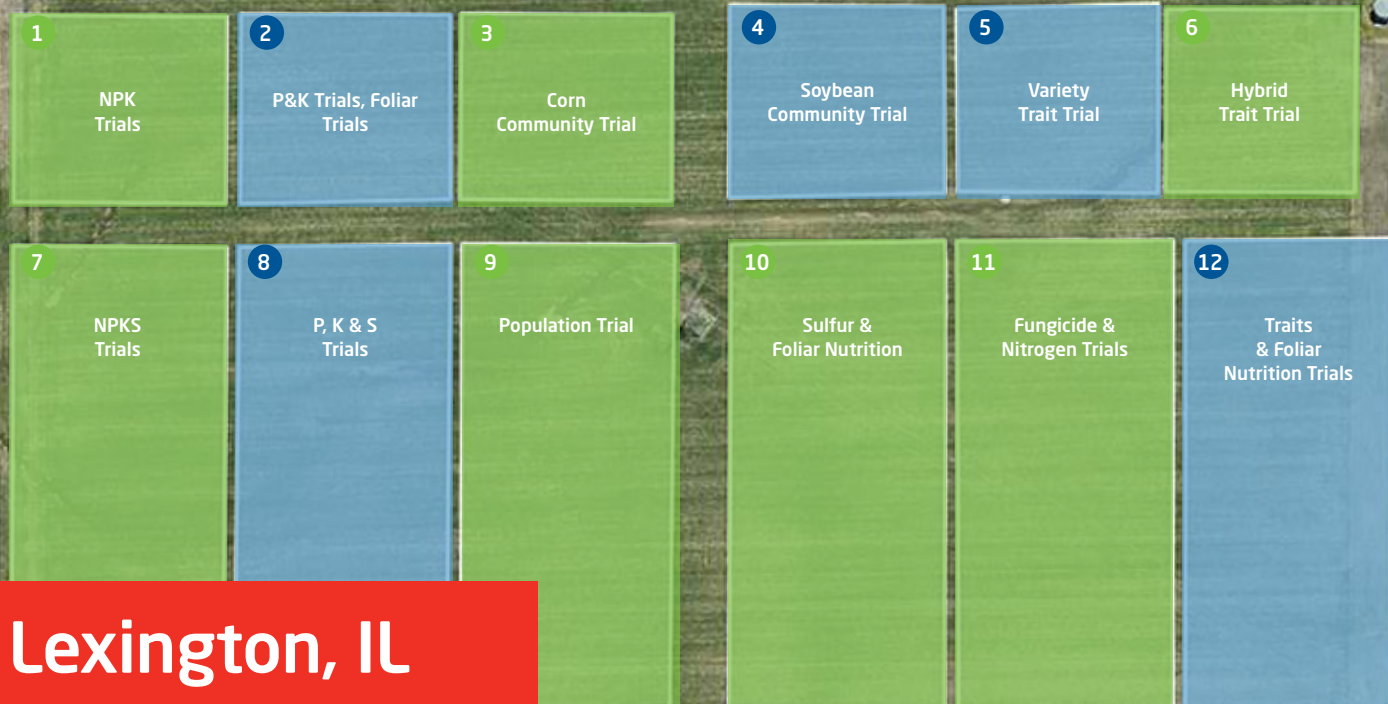 1
NPK
Trials
2
P&K Trials, Foliar
Trials
3
Corn
Community Trial
4
Soybean
Community Trial
5
Variety
Trait Trial
6
Hybrid
Trait Trial
7
NPKS
Trials
8
P, K & S
Trials
9
Population Trial
10
Sulfur &
Foliar Nutrition
11
Fungicide &
Nitrogen Trials
12
Traits
& Foliar
Nutrition Trials
Lexington, IL